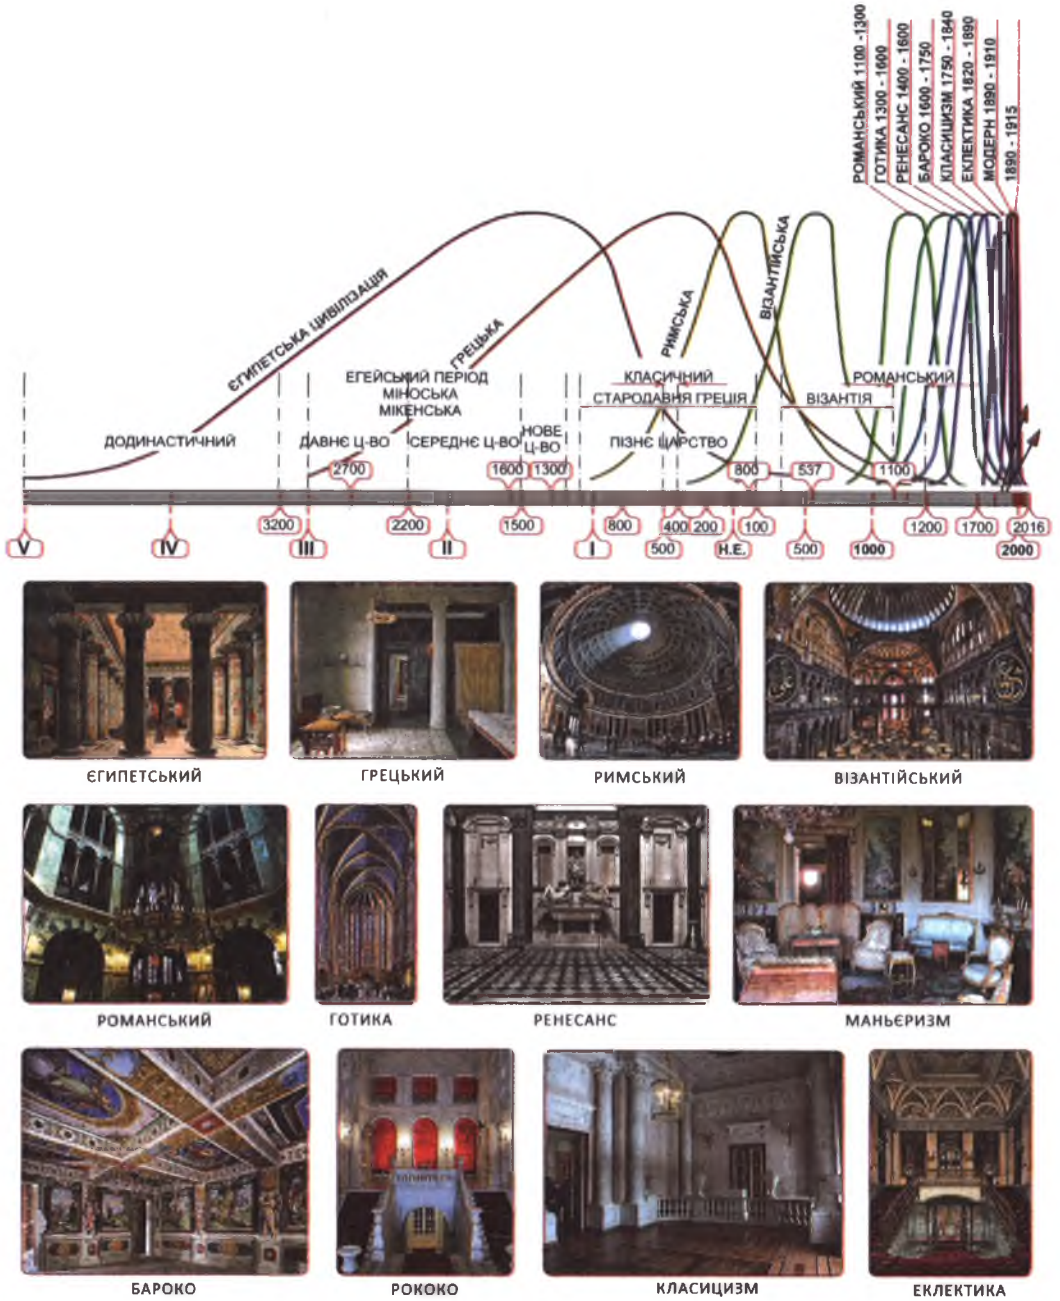 РОМАНСЬКИЙ 1100 -1300
ГОТИКА 1300 - 1600
РЕНЕСАНС 1400 - 1600
БАРОКО 1600 - 1750
КЛАСИЦИЗМ 1750 - 1840
ЕКЛЕКТИКА 1820 - 1890
МОДЕРН 1890 - 1910
1890 - 1915
ЄГИПЕТСЬКА ЦИВІЛІЗАЦІЯ
ГРЕЦЬКА
РИМСЬКА
ВІЗАНТІЙСЬКА
ЕГЕЙСЬКИЙ ПЕРІОД
МІНОСЬКА
МІКЕНСЬКА
КЛАСИЧНИЙ
РОМАНСЬКИЙ
СТАРОДАВНЯ ГРЕЦІЯ
ВІЗАНТІЯ
ДОДИНАСТИЧНИЙ
ДАВНЄ Ц-ВО
СЕРЕДНЄ Ц-ВО
НОВЕ
Ц-ВО
ПІЗНЄ ЦАРСТВО
2700
1600
1300
800
537
1100
3200
2200
1500
800
400
200
100
1200
1700
2016
V
IV
III
II
I
500
Н.Е.
500
1000
2000
ЄГИПЕТСЬКИЙ
ГРЕЦЬКИЙ
РИМСЬКИЙ
ВІЗАНТІЙСЬКИЙ
РОМАНСЬКИЙ
ГОТИКА
РЕНЕСАНС
МАНЬЄРИЗМ
БАРОКО
РОКОКО
КЛАСИЦИЗМ
ЕКЛЕКТИКА